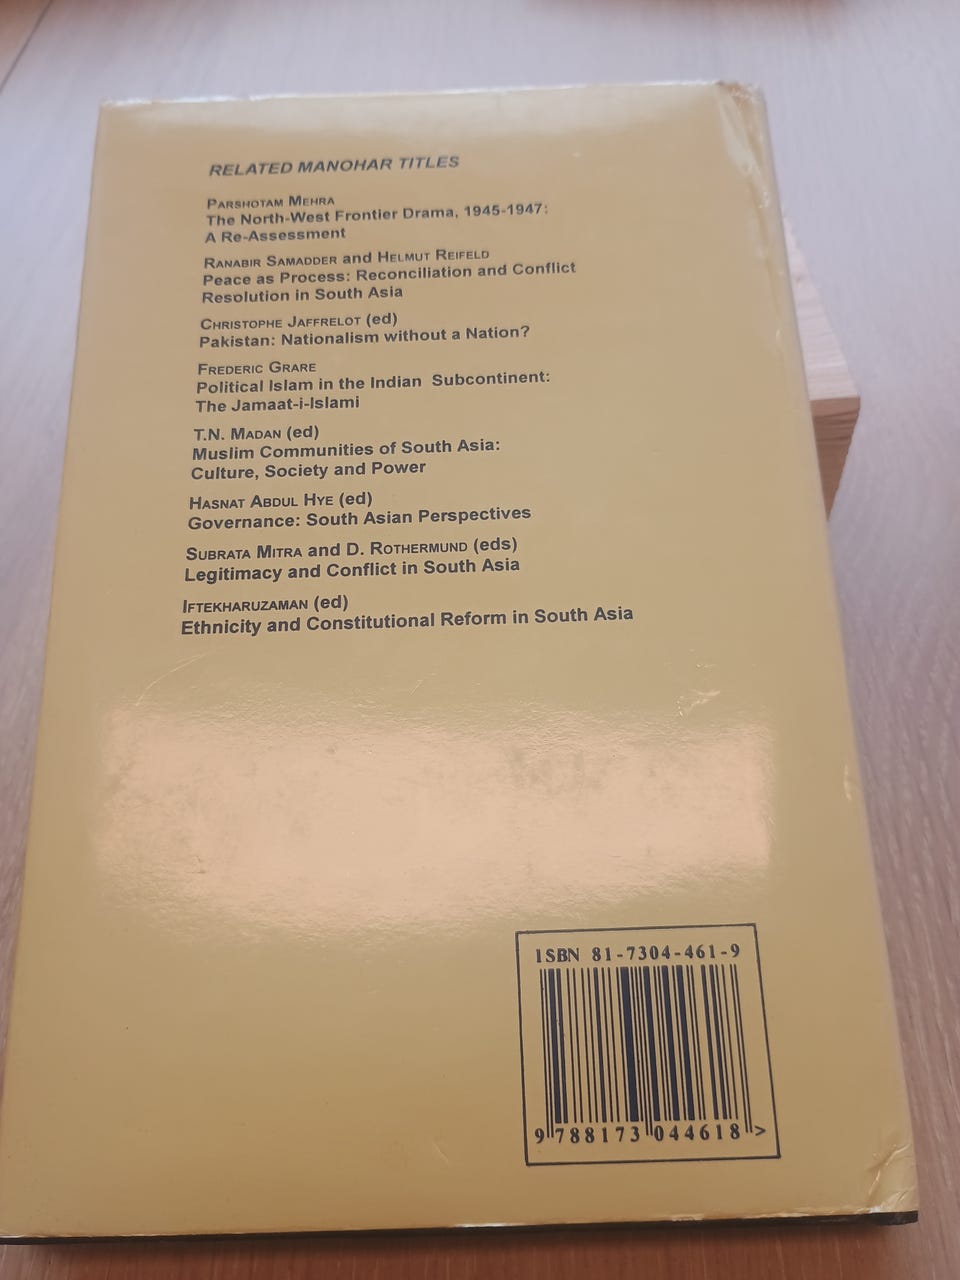 RELATED MANOHAR TITLES
PARSHOTAM MEHRA
The North-West Frontier Drama, 1945-1947:
A Re-Assessment
RANABIR SAMADDER and HELMUT REIFELD
Peace as Process: Reconciliation and Conflict
Resolution in South Asia
CHRISTOPHE JAFFRELOT (ed)
Pakistan: Nationalism without a Nation?
FREDERIC GRARE
Political Islam in the Indian Subcontinent:
The Jamaat-i-Islami
T.N. MADAN (ed)
Muslim Communities of South Asia:
Culture, Society and Power
HASNAT ABDUL HYE (ed)
Governance: South Asian Perspectives
SUBRATA MITRA and D. ROTHERMUND (eds)
Legitimacy and Conflict in South Asia
IFTEKHARUZAMAN (ed)
Ethnicity and Constitutional Reform in South Asia
ISBN 81-7304-461-9
9 788173 044618 >